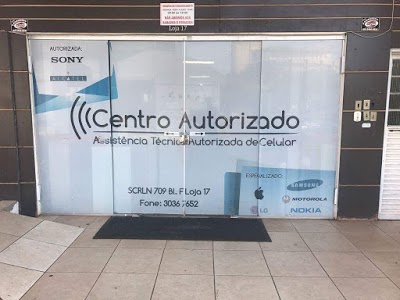 Loja 17
AUTORIZADA:
SONY
ALCATEL
Centro Autorizado
Assistência Técnica Autorizada de Celular
ESPECIALIZADO:
SAMSUNG
MOTOROLA
LG
NOKIA
SCRLN 709 BL. F Loja 17
Fone: 3036 7652